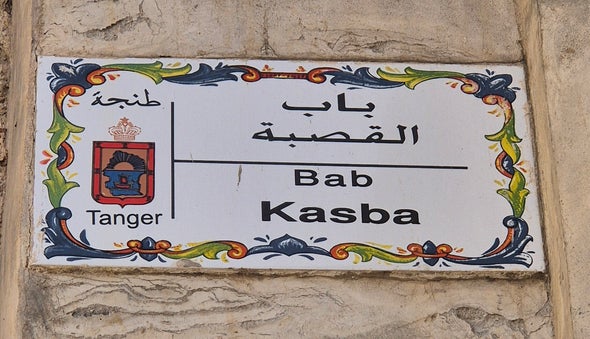 طنجة
Tanger
باب
القصبة
Bab
Kasba